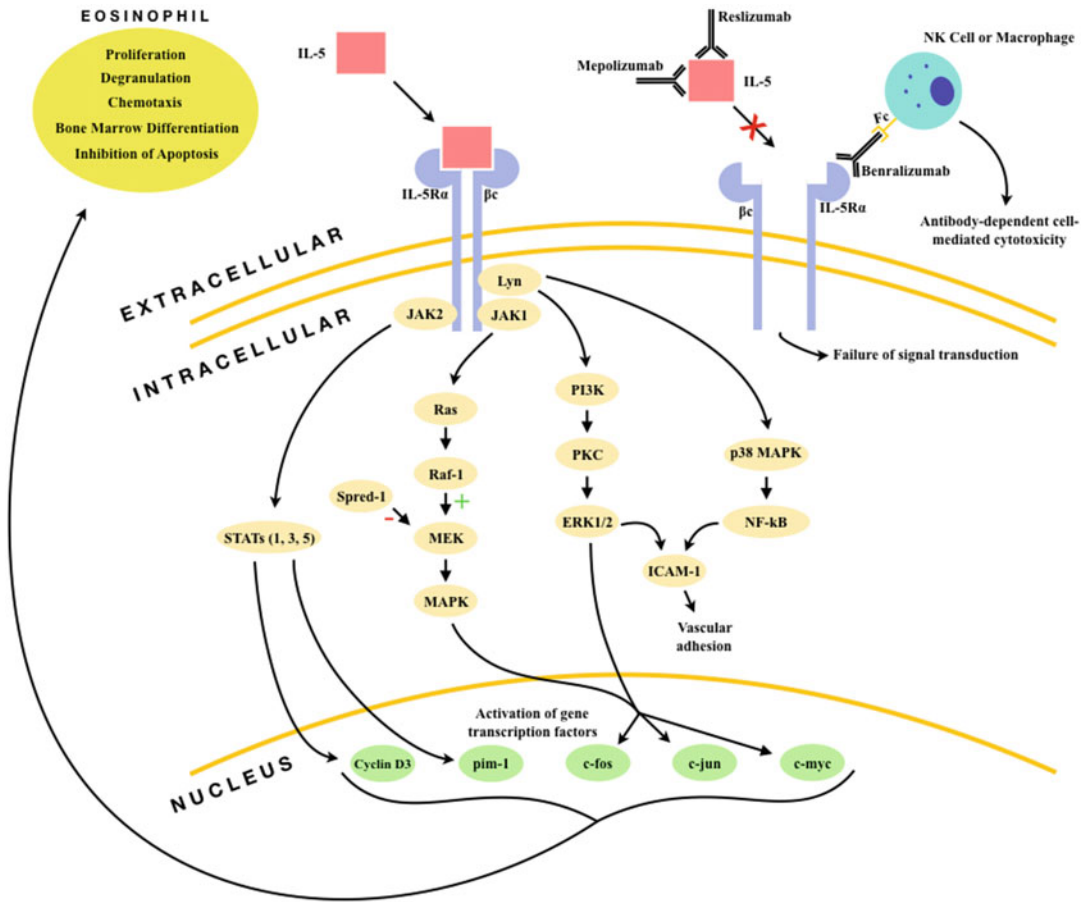 EOSINOPHIL
Proliferation
Degranulation
Chemotaxis
Bone Marrow Differentiation
Inhibition of Apoptosis
IL-5
IL-5Rα
βc
Reslizumab
Mepolizumab
IL-5
NK Cell or Macrophage
Fc
Benralizumab
βc
IL-5Rα
Antibody-dependent cell-
mediated cytotoxicity
EXTRACELLULAR
INTRACELLULAR
Lyn
JAK2
JAK1
Failure of signal transduction
Ras
PI3K
Raf-1
PKC
p38 MAPK
Spred-1
+
-
STATs (1, 3, 5)
MEK
ERK1/2
NF-kB
ICAM-1
MAPK
Vascular
adhesion
NUCLEUS
Activation of gene
transcription factors
Cyclin D3
pim-1
c-fos
c-jun
c-myc